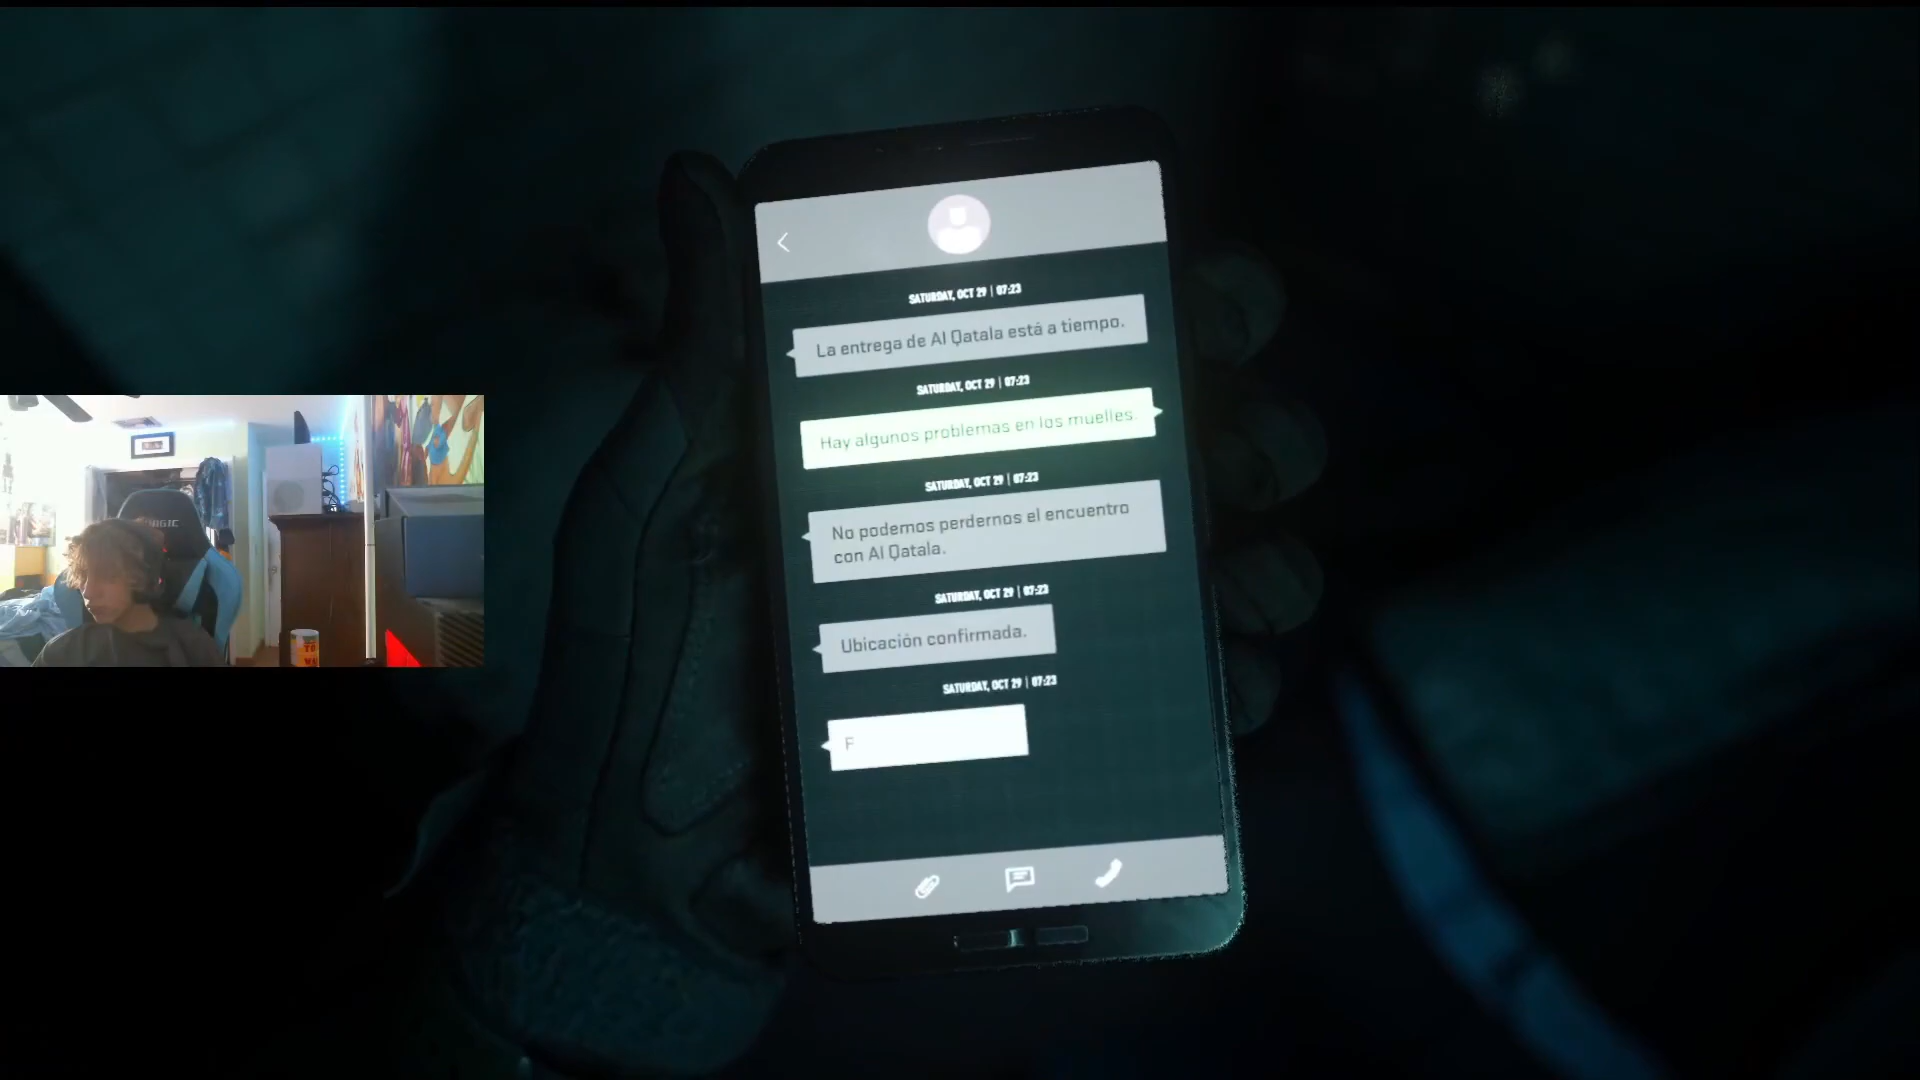 SATURDAY, OCT 29 | 07:23
La entrega de Al Qatala está a tiempo.
SATURDAY, OCT 29 | 07:23
Hay algunos problemas en los muelles.
SATURDAY, OCT 29 | 07:23
No podemos perdernos el encuentro
con Al Qatala.
SATURDAY, OCT 29 | 07:23
Ubicación confirmada.
SATURDAY, OCT 29 | 07:23
F